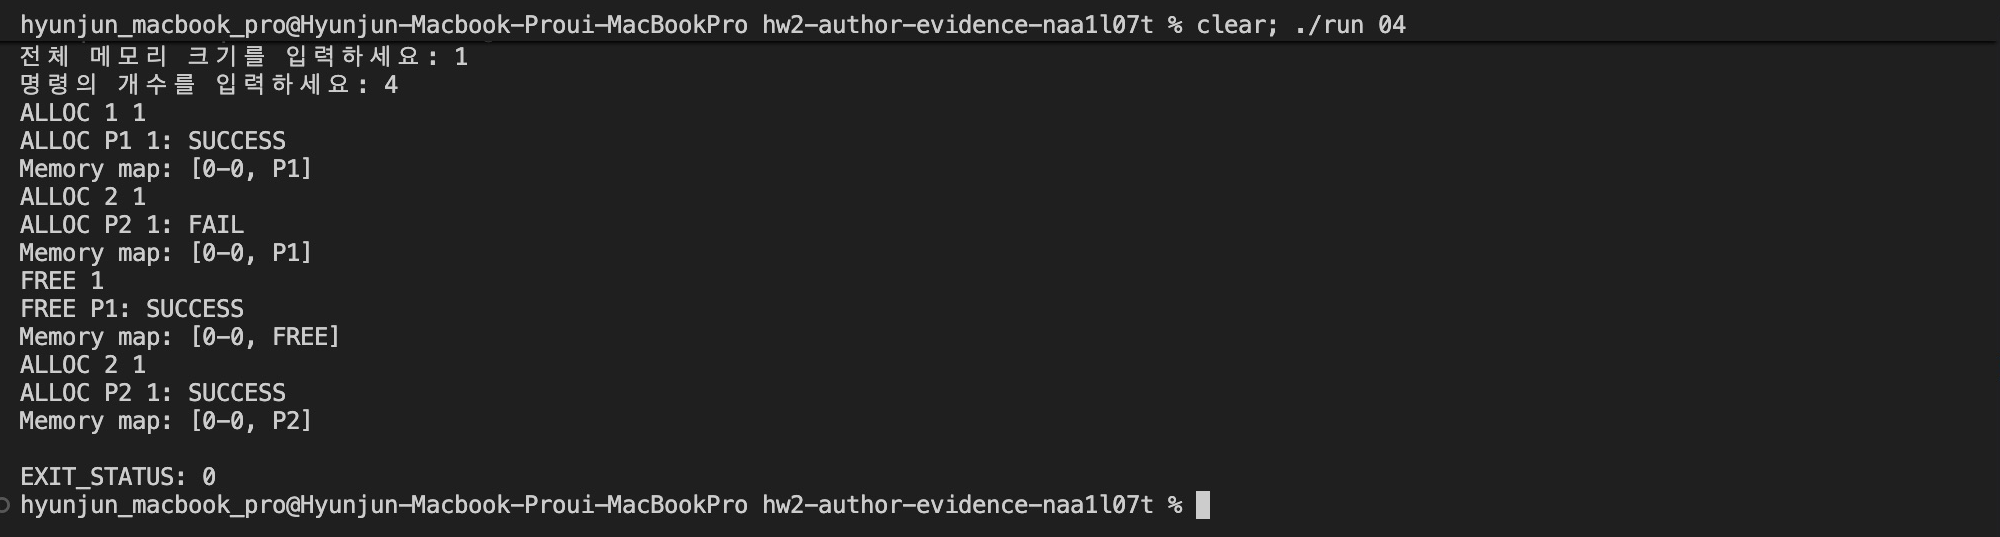 hyunjun_macbook_pro@Hyunjun-Macbook-Proui-MacBookPro hw2-author-evidence-naa1l07t % clear; ./run 04
전체 메모리 크기를 입력하세요: 1
명령의 개수를 입력하세요: 4
ALLOC 1 1
ALLOC P1 1: SUCCESS
Memory map: [0-0, P1]
ALLOC 2 1
ALLOC P2 1: FAIL
Memory map: [0-0, P1]
FREE 1
FREE P1: SUCCESS
Memory map: [0-0, FREE]
ALLOC 2 1
ALLOC P2 1: SUCCESS
Memory map: [0-0, P2]
EXIT_STATUS: 0
hyunjun_macbook_pro@Hyunjun-Macbook-Proui-MacBookPro hw2-author-evidence-naa1l07t %